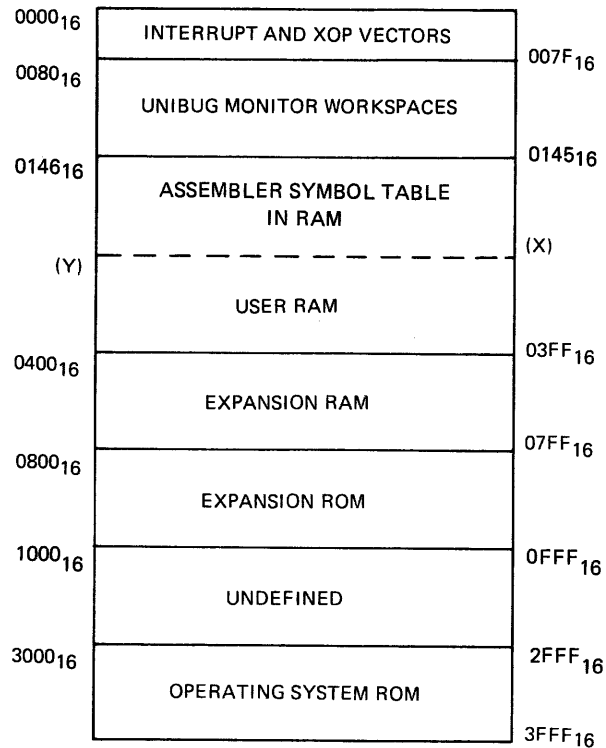 0000₁₆
INTERRUPT AND XOP VECTORS
007F₁₆
0080₁₆
UNIBUG MONITOR WORKSPACES
0145₁₆
0146₁₆
ASSEMBLER SYMBOL TABLE
IN RAM
(X)
(Y)
USER RAM
03FF₁₆
0400₁₆
EXPANSION RAM
07FF₁₆
0800₁₆
EXPANSION ROM
0FFF₁₆
1000₁₆
UNDEFINED
2FFF₁₆
3000₁₆
OPERATING SYSTEM ROM
3FFF₁₆